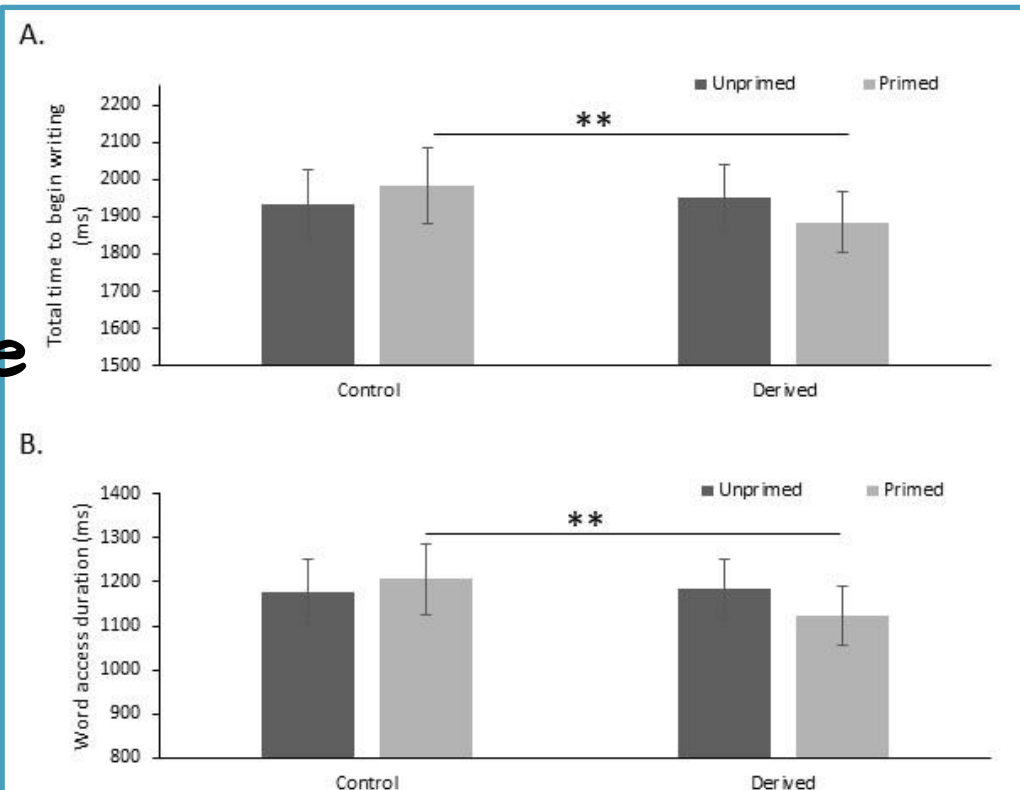 A.
Total time to begin writing
(ms)
2200
2100
2000
1900
1800
1700
1600
1500
Unprimed
Primed
**
Control
Derived
e
B.
Word access duration (ms)
1400
1300
1200
1100
1000
900
800
Unprimed
Primed
**
Control
Derived